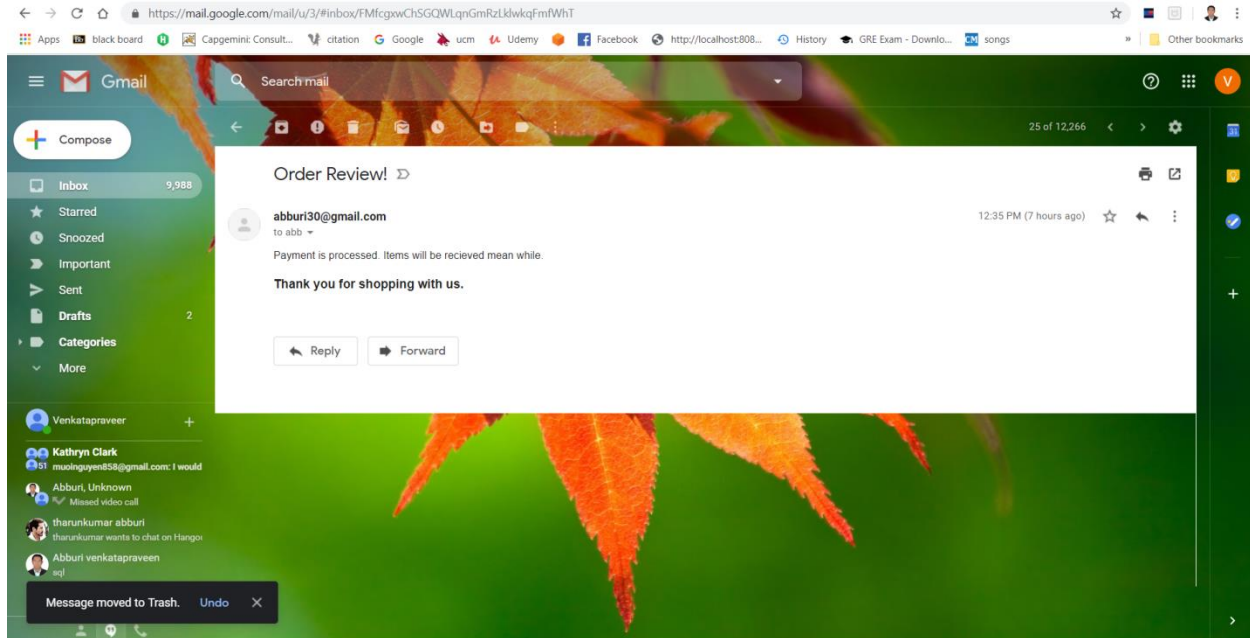 https://mail.google.com/mail/u/3/#inbox/FMfcgxwChSGQWLqnGmRzLklwkqFmfWhT
Apps Bb black board Capgemini: Consult... citation G Google ucm Udemy Facebook http://localhost:808... History GRE Exam - Downlo... CM songs » Other bookmarks
Gmail Search mail V
Compose 25 of 12,266 31
Order Review!
Inbox 9,988
Starred abburi30@gmail.com 12:35 PM (7 hours ago)
to abb
Snoozed
Payment is processed. Items will be recieved mean while.
Important
Thank you for shopping with us.
Sent
Drafts 2
Categories
Reply Forward
More
Venkatapraveer
Kathryn Clark
51 muoinguyen858@gmail.com: I would
Abburi, Unknown
Missed video call
tharunkumar abburi
tharunkumar wants to chat on Hangou
Abburi venkatapraveen
sql
Message moved to Trash. Undo